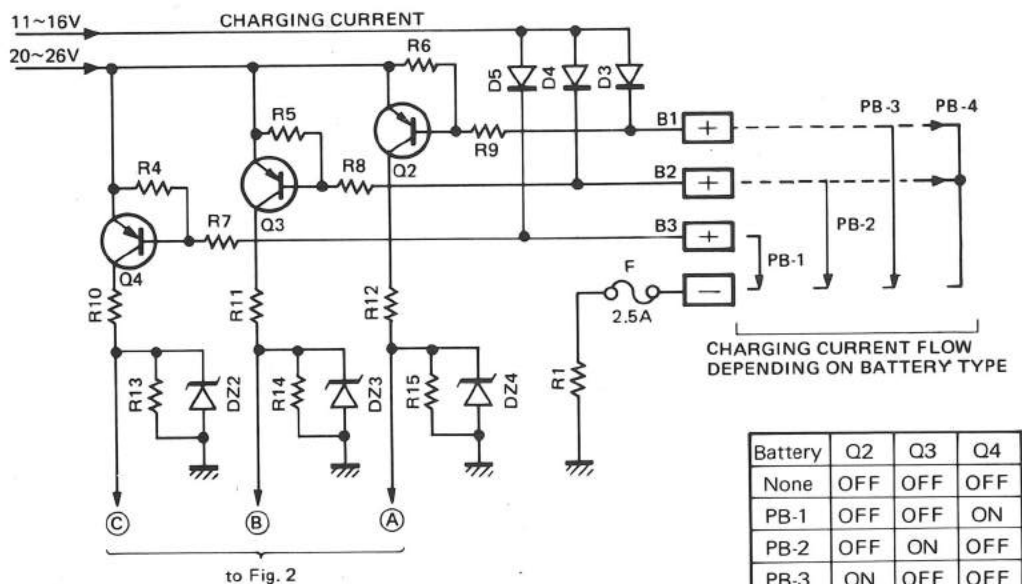 11~16V
CHARGING CURRENT
20~26V
R6
D5
D4
D3
PB-3
PB-4
B1
+
R5
R9
Q2
B2
+
R4
R8
Q3
PB-2
R7
B3
+
PB-1
Q4
F
−
2.5A
R10
R11
R12
R1
CHARGING CURRENT FLOW
DEPENDING ON BATTERY TYPE
R13
DZ2
R14
DZ3
R15
DZ4
Battery Q2 Q3 Q4
None OFF OFF OFF
PB-1 OFF OFF ON
PB-2 OFF ON OFF
PB-3 ON OFF OFF
C
B
A
to Fig. 2